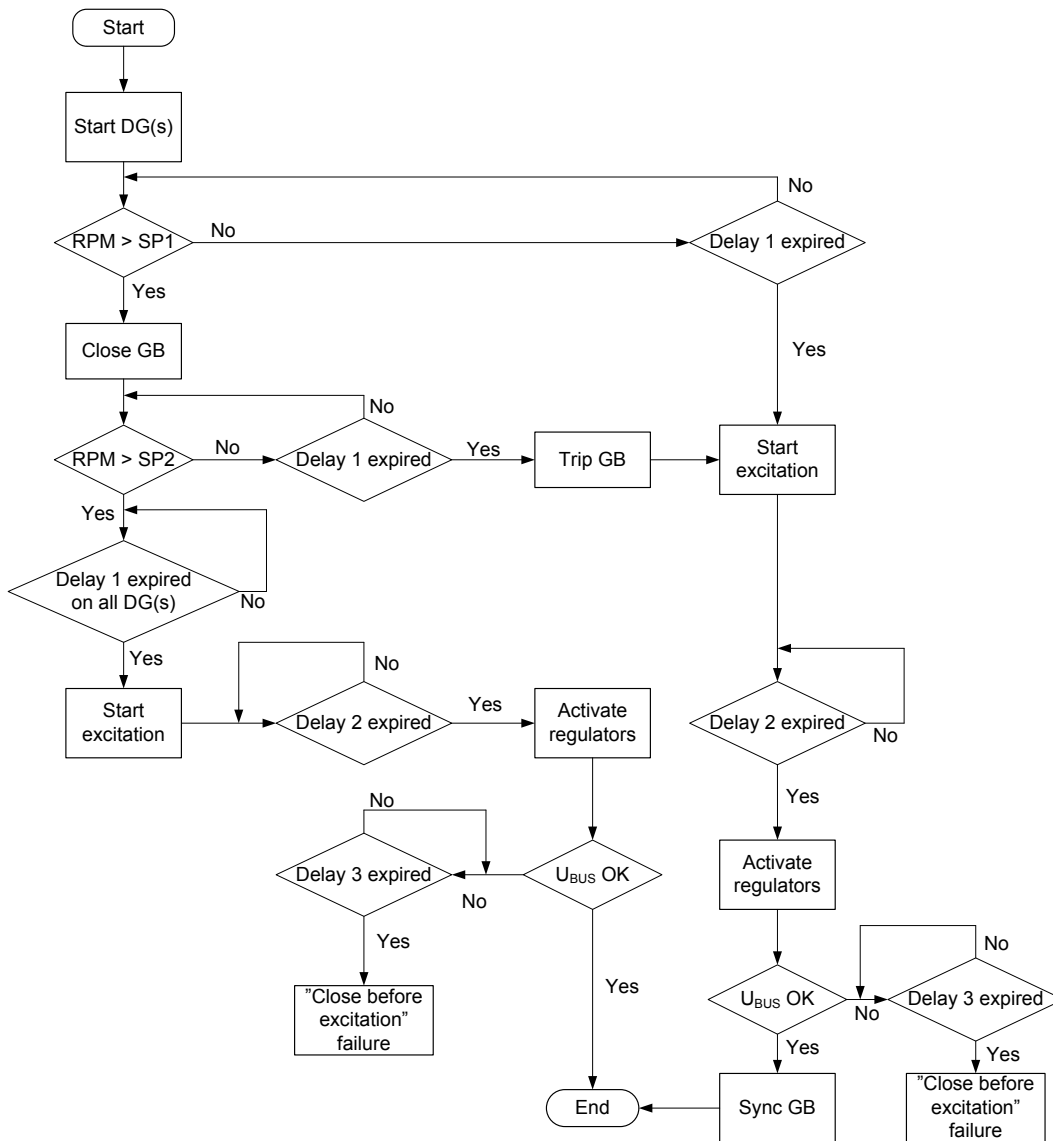 Start
Start DG(s)
No
RPM > SP1
No
Delay 1 expired
Yes
Close GB
Yes
No
RPM > SP2
No
Delay 1 expired
Yes
Trip GB
Start
excitation
Yes
Delay 1 expired
on all DG(s)
No
Yes
No
Start
excitation
Delay 2 expired
Yes
Activate
regulators
Delay 2 expired
No
Yes
No
Delay 3 expired
No
UBUS OK
Activate
regulators
Yes
No
Yes
UBUS OK
No
Delay 3 expired
"Close before
excitation"
failure
Yes
Yes
End
Sync GB
"Close before
excitation"
failure